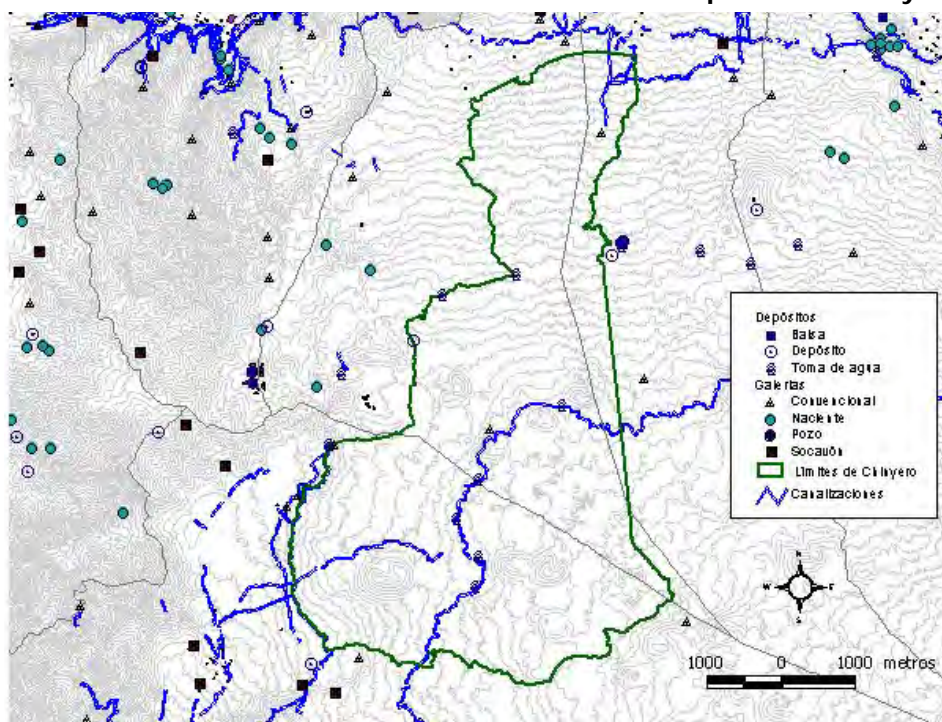 Depósitos
Balsa
Depósito
Toma de agua
Galerías
Convencional
Naciente
Pozo
Socavón
Límites de Chinyero
Canalizaciones
N
W
E
S
1000 0 1000 metros